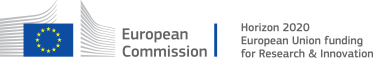 European
Commission
Horizon 2020
European Union funding
for Research & Innovation